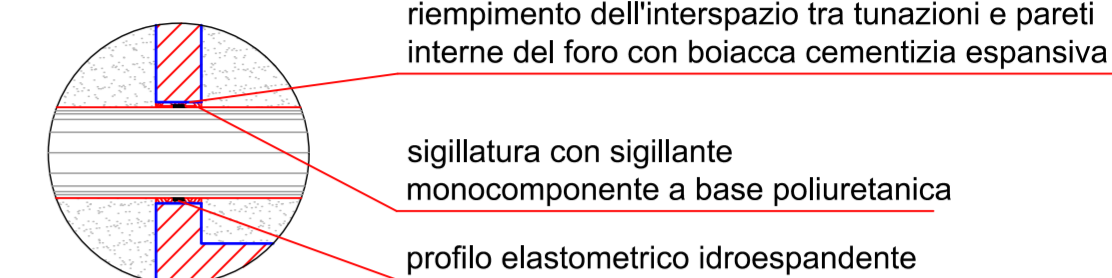 riempimento dell'interspazio tra tunazioni e pareti
interne del foro con boiacca cementizia espansiva
sigillatura con sigillante
monocomponente a base poliuretanica
profilo elastometrico idroespandente